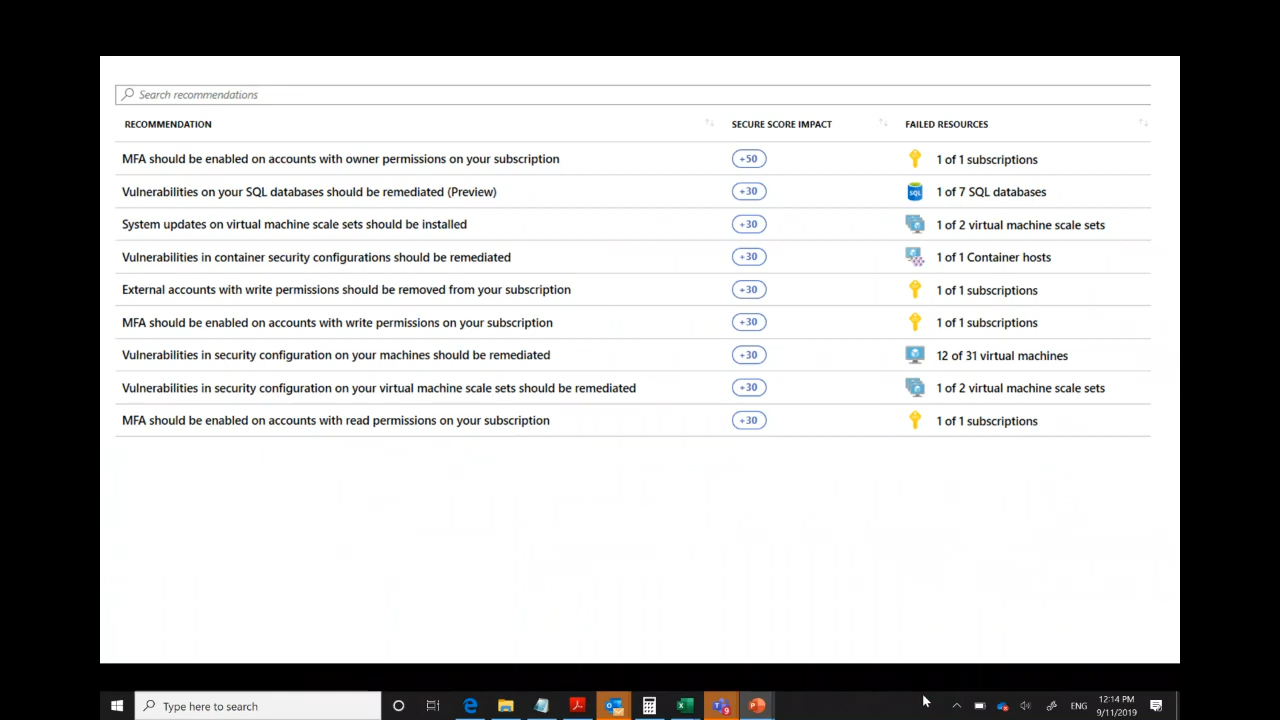 Search recommendations
RECOMMENDATION SECURE SCORE IMPACT FAILED RESOURCES
MFA should be enabled on accounts with owner permissions on your subscription +50 1 of 1 subscriptions
Vulnerabilities on your SQL databases should be remediated (Preview) +30 SQL 1 of 7 SQL databases
System updates on virtual machine scale sets should be installed +30 1 of 2 virtual machine scale sets
Vulnerabilities in container security configurations should be remediated +30 1 of 1 Container hosts
External accounts with write permissions should be removed from your subscription +30 1 of 1 subscriptions
MFA should be enabled on accounts with write permissions on your subscription +30 1 of 1 subscriptions
Vulnerabilities in security configuration on your machines should be remediated +30 12 of 31 virtual machines
Vulnerabilities in security configuration on your virtual machine scale sets should be remediated +30 1 of 2 virtual machine scale sets
MFA should be enabled on accounts with read permissions on your subscription +30 1 of 1 subscriptions
Type here to search 9 ENG 12:14 PM
9/11/2019